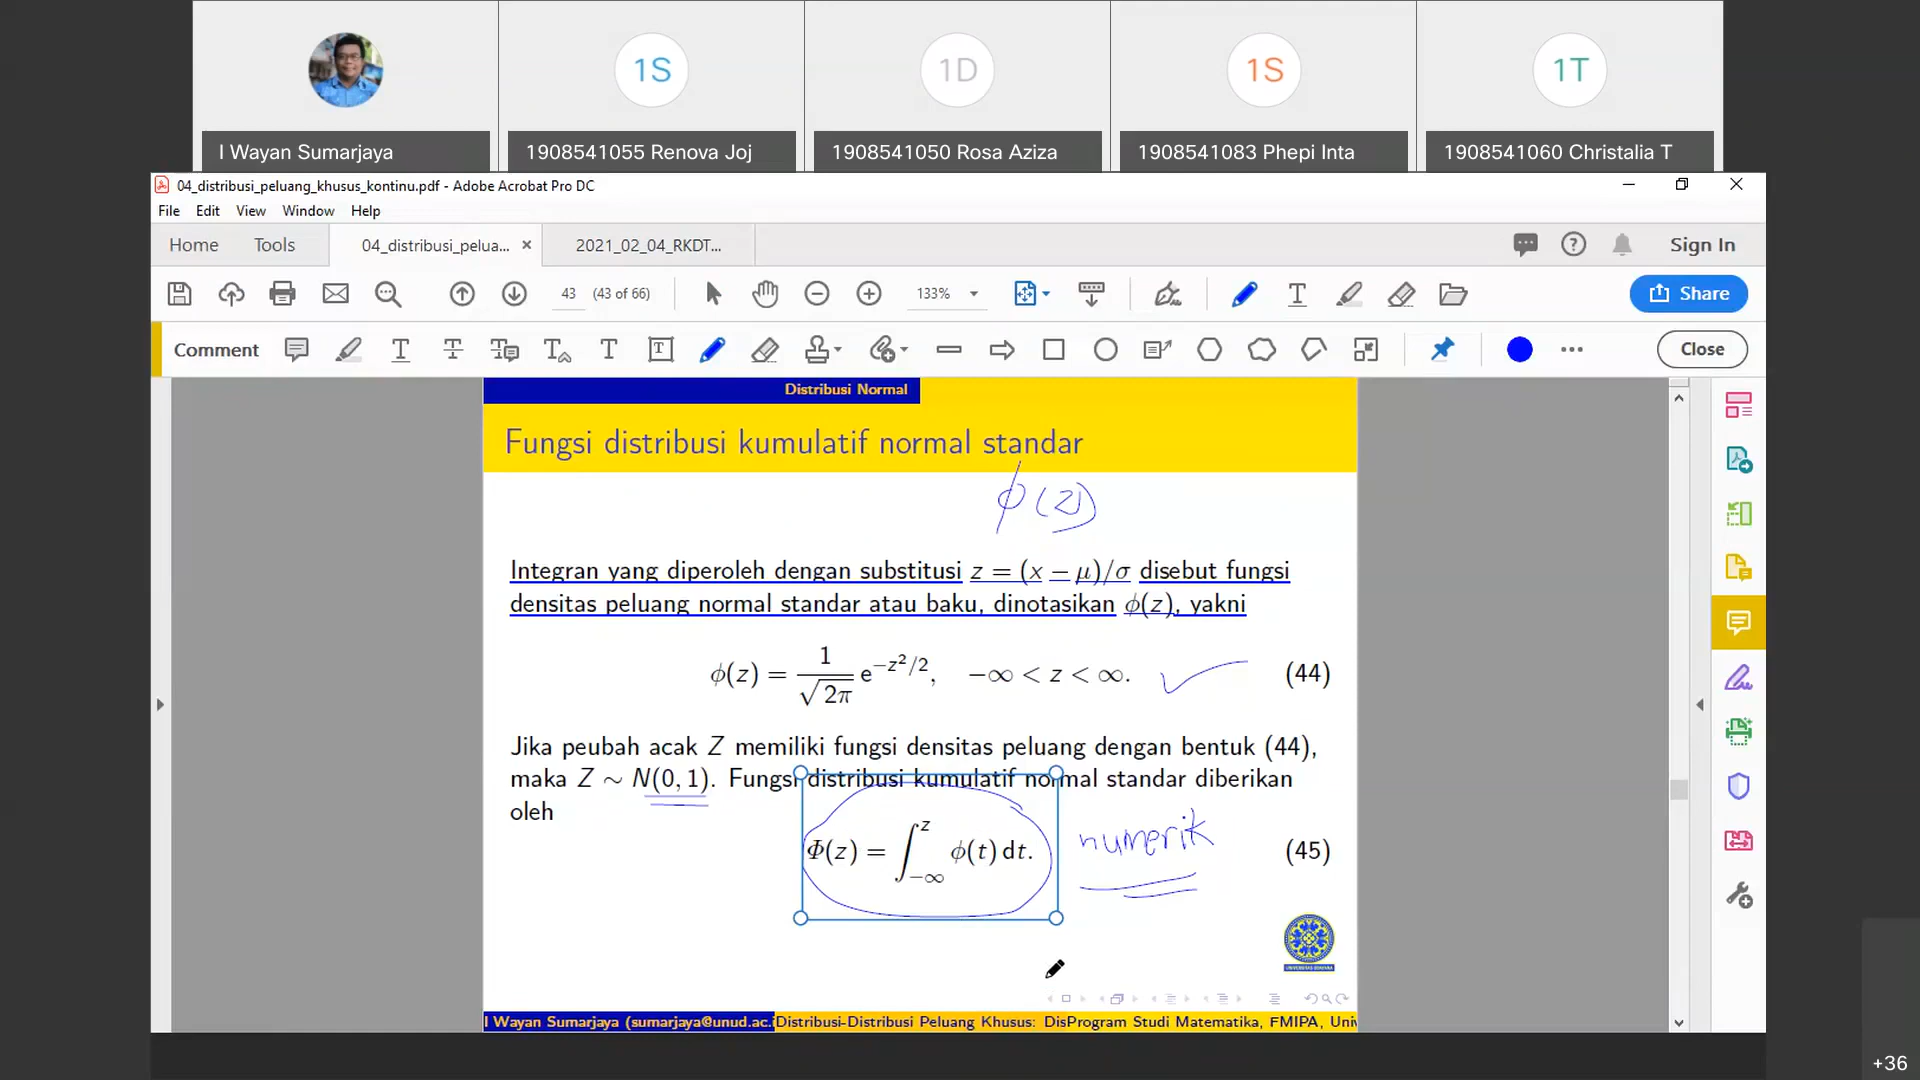 1S
1D
1S
1T
I Wayan Sumarjaya
1908541055 Renova Joj
1908541050 Rosa Aziza
1908541083 Phepi Inta
1908541060 Christalia T
04_distribusi_peluang_khusus_kontinu.pdf - Adobe Acrobat Pro DC
File Edit View Window Help
Home Tools 04_distribusi_pelua... × 2021_02_04_RKDT... Sign In
43 (43 of 66) 133% Share
Comment Close
Distribusi Normal
Fungsi distribusi kumulatif normal standar
ϕ(z)
Integran yang diperoleh dengan substitusi z = (x − μ)/σ disebut fungsi
densitas peluang normal standar atau baku, dinotasikan ϕ(z), yakni
ϕ(z) = 1/√2π e^{−z²/2}, −∞ < z < ∞. (44)
Jika peubah acak Z memiliki fungsi densitas peluang dengan bentuk (44),
maka Z ∼ N(0, 1). Fungsi distribusi kumulatif normal standar diberikan
oleh
Φ(z) = ∫_{−∞}^{z} ϕ(t) dt. numerik (45)
UNIVERSITAS UDAYANA
I Wayan Sumarjaya (sumarjaya@unud.ac.i Distribusi-Distribusi Peluang Khusus: Dis Program Studi Matematika, FMIPA, Univ
+36